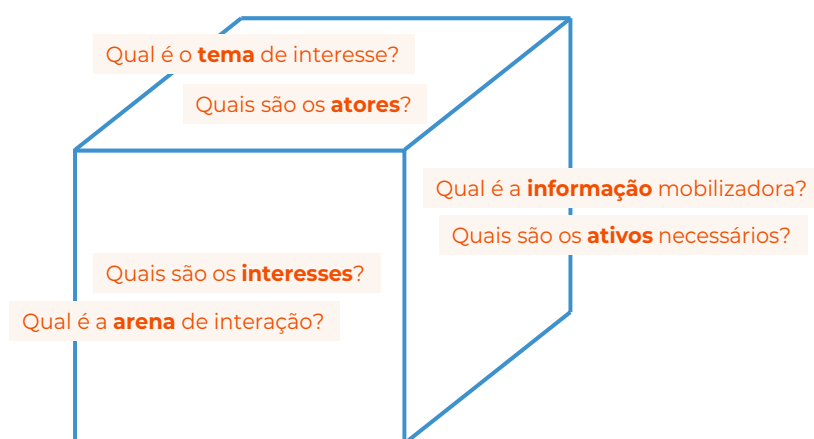 Qual é o tema de interesse?
Quais são os atores?
Qual é a informação mobilizadora?
Quais são os ativos necessários?
Quais são os interesses?
Qual é a arena de interação?